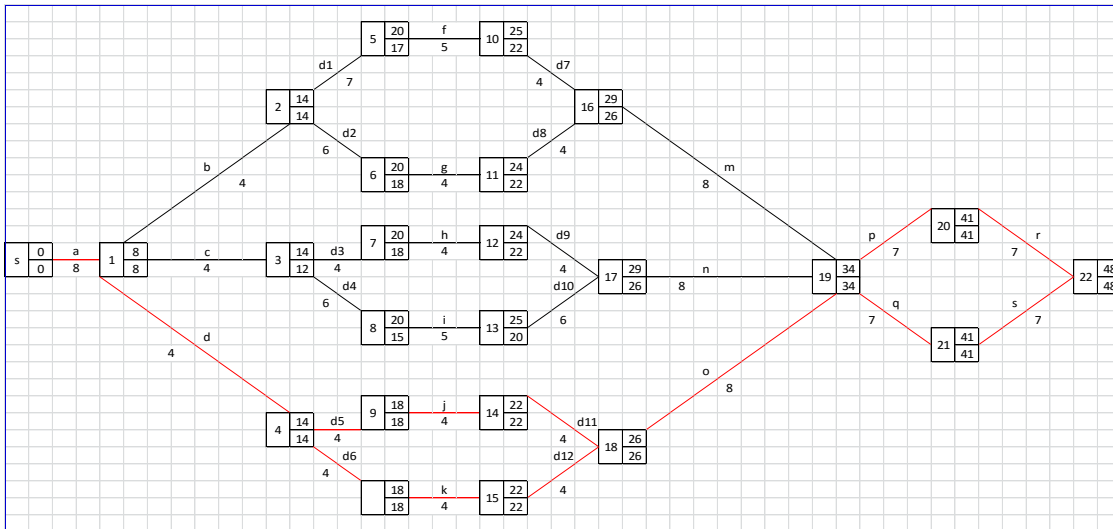 5 20 f 10 25
17 5 22
d1 d7
7 4
2 14 16 29
14 26
d2 d8
6 4
b m
4 6 20 g 11 24 8
18 4 22
20 41
41
p r
7 20 h 12 24
18 4 22 7 7
s 0 a 1 8 c 3 14 d3 d9
0 8 8 4 12 4 4 17 29 n 19 34 22 48
26 8 34 48
d4 d10
6 6
q s
7 7
8 20 i 13 25
15 5 20
d 21 41
4 41
o
8
9 18 j 14 22
18 4 22
4 14 d5 d11
14 4 4 18 26
26
d6 d12
4 4
18 k 15 22
18 4 22